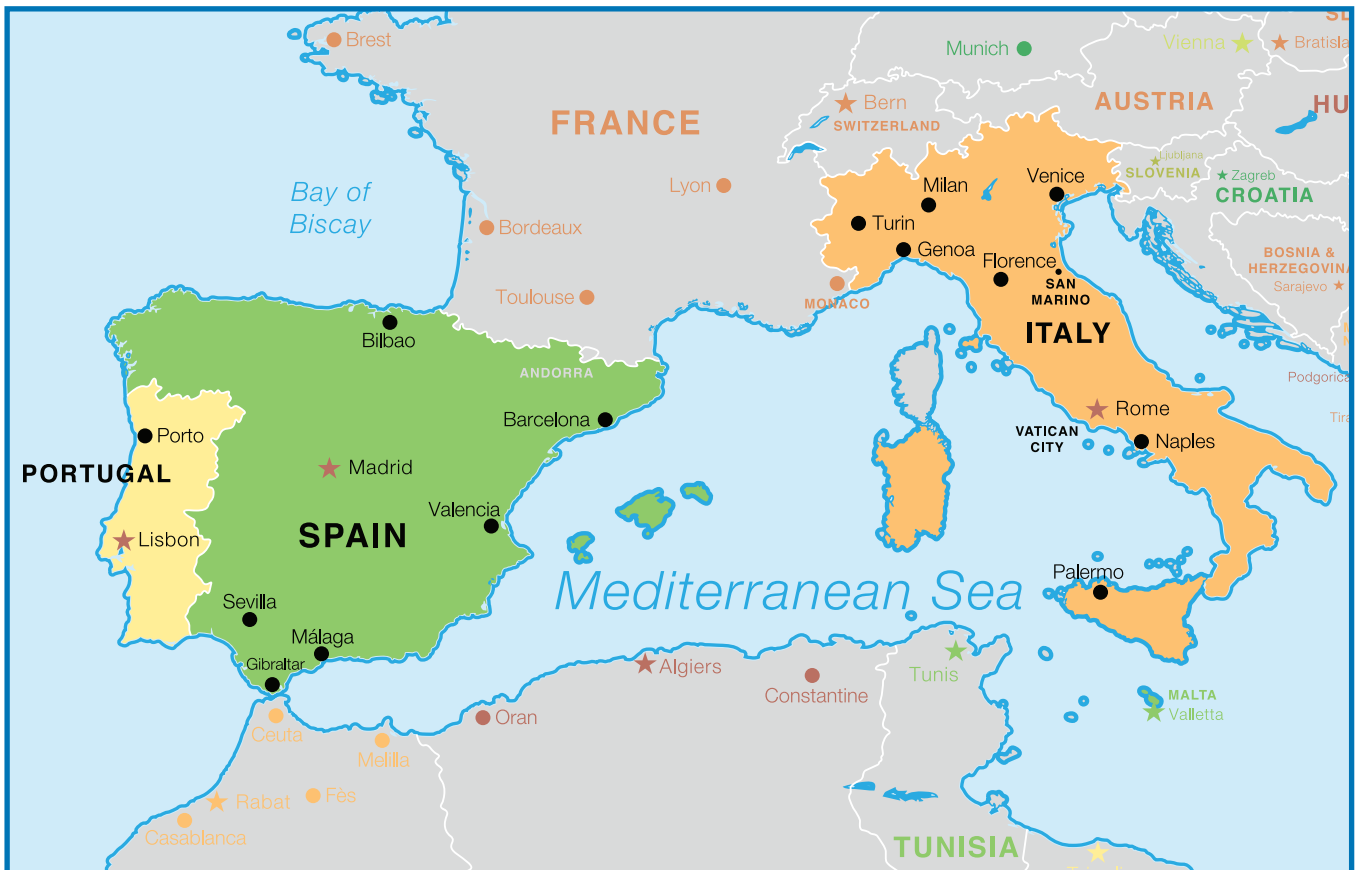 SL
Brest
Munich
Vienna
Bratisla
Bern
AUSTRIA
HU
FRANCE
SWITZERLAND
Ljubljana
SLOVENIA
Zagreb
CROATIA
Lyon
Milan
Venice
Bay of
Biscay
Bordeaux
Turin
Genoa
Florence
BOSNIA &
HERZEGOVINA
Sarajevo
SAN
MARINO
Toulouse
MONACO
ITALY
Bilbao
ANDORRA
Podgorica
Barcelona
Rome
Tira
Porto
VATICAN
CITY
Naples
PORTUGAL
Madrid
Valencia
SPAIN
Lisbon
Palermo
Mediterranean Sea
Sevilla
Málaga
Gibraltar
Algiers
Tunis
Constantine
MALTA
Valletta
Oran
Ceuta
Melilla
Fès
Rabat
Casablanca
TUNISIA